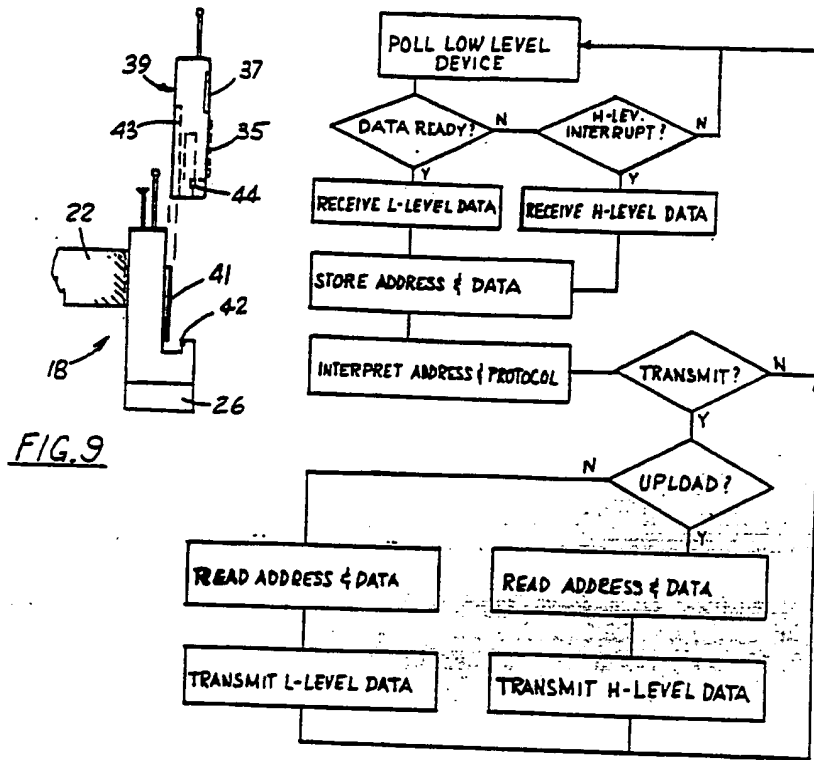 39
37
43
35
44
22
41
42
18
26
FIG.9
POLL LOW LEVEL
DEVICE
DATA READY?
N
H-LEV.
INTERRUPT?
N
Y
Y
RECEIVE L-LEVEL DATA
RECEIVE H-LEVEL DATA
STORE ADDRESS & DATA
INTERPRET ADDRESS & PROTOCOL
TRANSMIT?
N
Y
N
UPLOAD?
Y
READ ADDRESS & DATA
READ ADDRESS & DATA
TRANSMIT L-LEVEL DATA
TRANSMIT H-LEVEL DATA